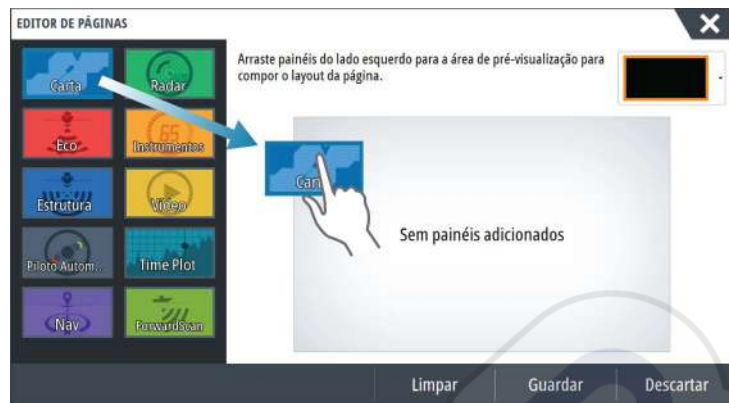 EDITOR DE PÁGINAS
Arraste painéis do lado esquerdo para a área de pré-visualização para
compor o layout da página.
Carta
Radar
Eco
Instrumentos
Estrutura
Vídeo
Piloto Autom..
Time Plot
Nav
ForwardScan
Car
Sem painéis adicionados
Limpar
Guardar
Descartar